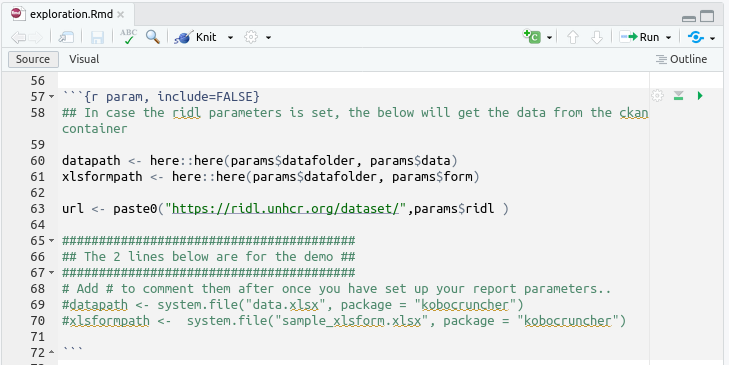 exploration.Rmd
ABC Knit Run
Source Visual Outline
56
57 ```{r param, include=FALSE}
58 ## In case the ridl parameters is set, the below will get the data from the ckan
container
59
60 datapath <- here::here(params$datafolder, params$data)
61 xlsformpath <- here::here(params$datafolder, params$form)
62
63 url <- paste0("https://ridl.unhcr.org/dataset/",params$ridl )
64
65 ########################################
66 ## The 2 lines below are for the demo ##
67 ########################################
68 # Add # to comment them after once you have set up your report parameters..
69 #datapath <- system.file("data.xlsx", package = "kobocruncher")
70 #xlsformpath <-  system.file("sample_xlsform.xlsx", package = "kobocruncher")
71
72 ```